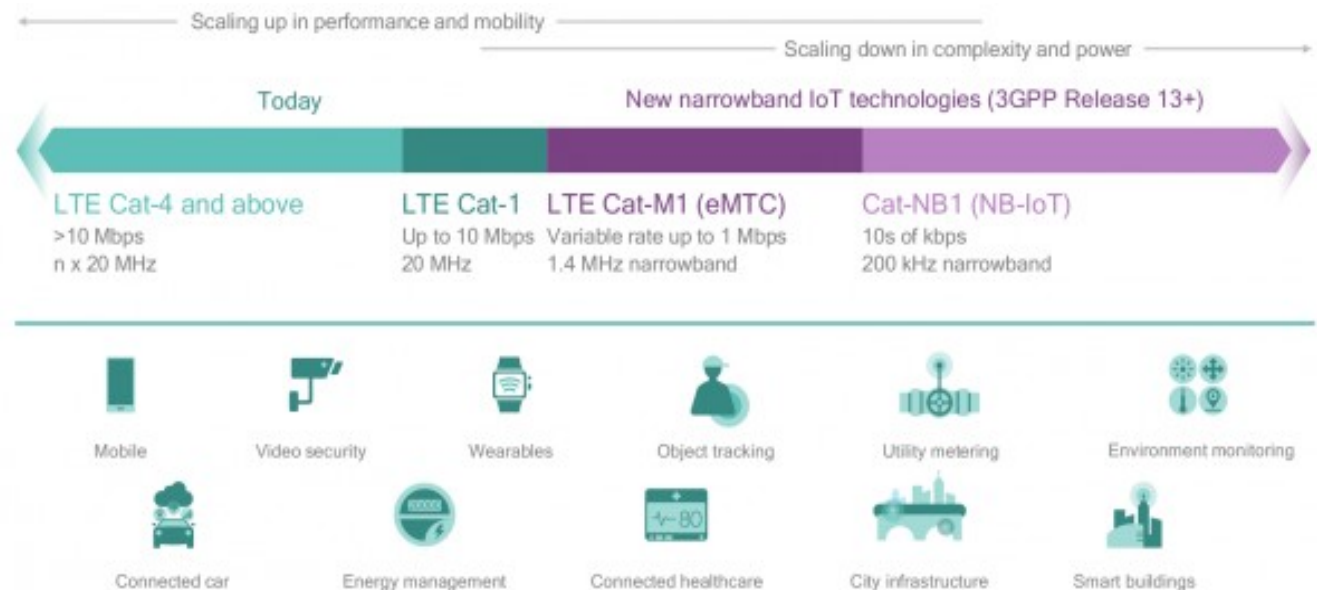 Scaling up in performance and mobility
Scaling down in complexity and power
Today
New narrowband IoT technologies (3GPP Release 13+)
LTE Cat-4 and above
>10 Mbps
n x 20 MHz
LTE Cat-1
Up to 10 Mbps
20 MHz
LTE Cat-M1 (eMTC)
Variable rate up to 1 Mbps
1.4 MHz narrowband
Cat-NB1 (NB-IoT)
10s of kbps
200 kHz narrowband
Mobile
Video security
Wearables
Object tracking
Utility metering
Environment monitoring
80
Connected car
Energy management
Connected healthcare
City infrastructure
Smart buildings